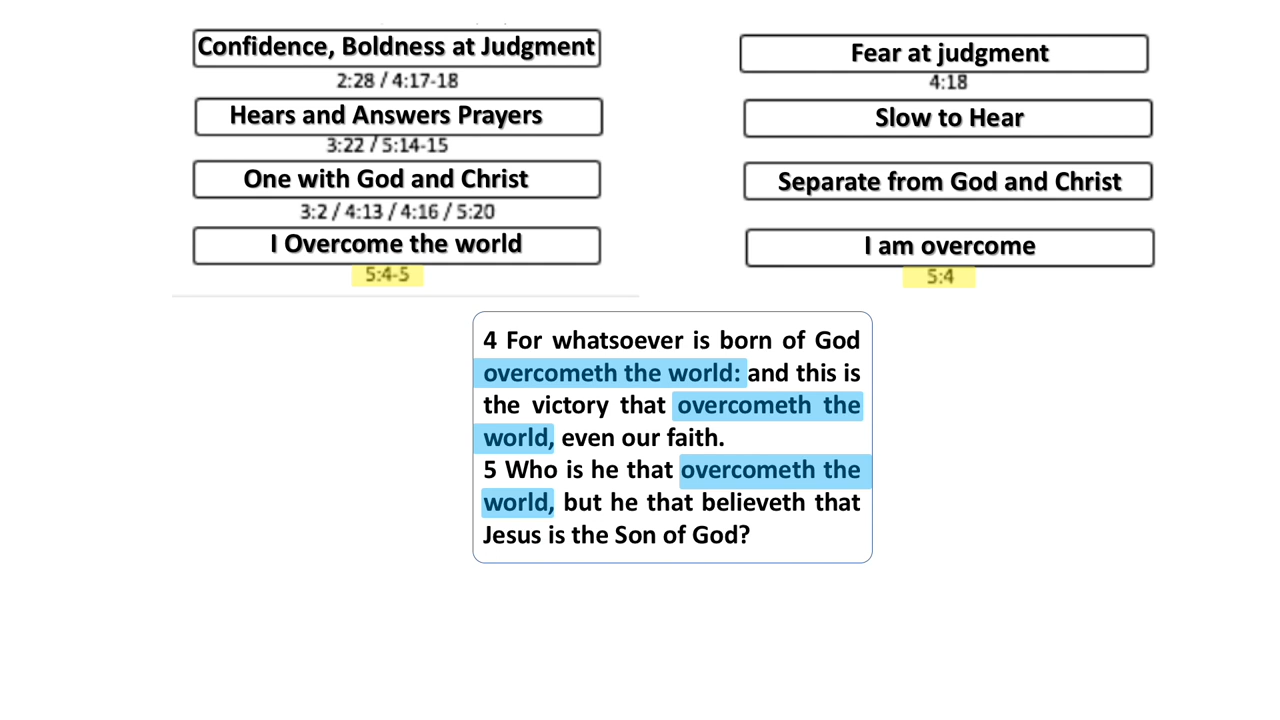 Confidence, Boldness at Judgment
2:28 / 4:17-18
Hears and Answers Prayers
3:22 / 5:14-15
One with God and Christ
3:2 / 4:13 / 4:16 / 5:20
I Overcome the world
5:4-5
Fear at judgment
4:18
Slow to Hear
Separate from God and Christ
I am overcome
5:4
4 For whatsoever is born of God
overcometh the world: and this is
the victory that overcometh the
world, even our faith.
5 Who is he that overcometh the
world, but he that believeth that
Jesus is the Son of God?